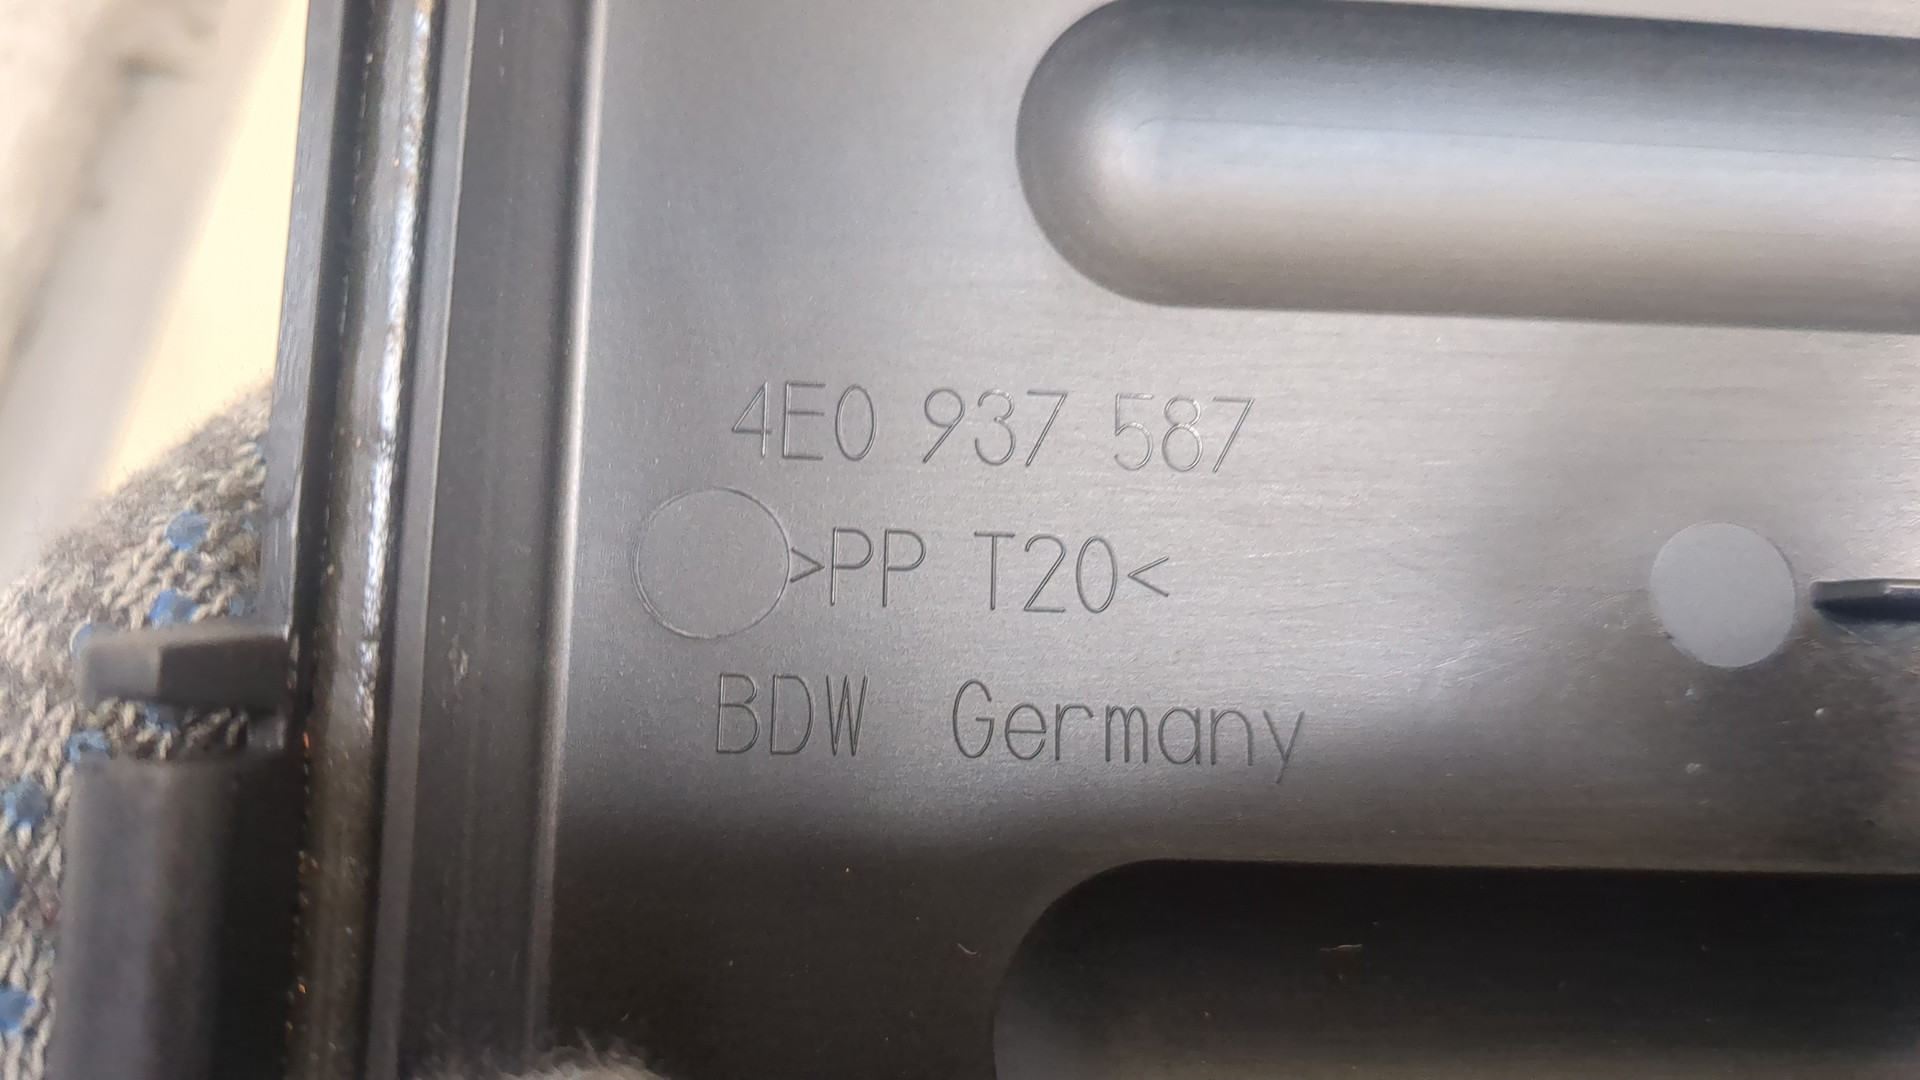 4E0 937 587
>PP T20<
BDW Germany